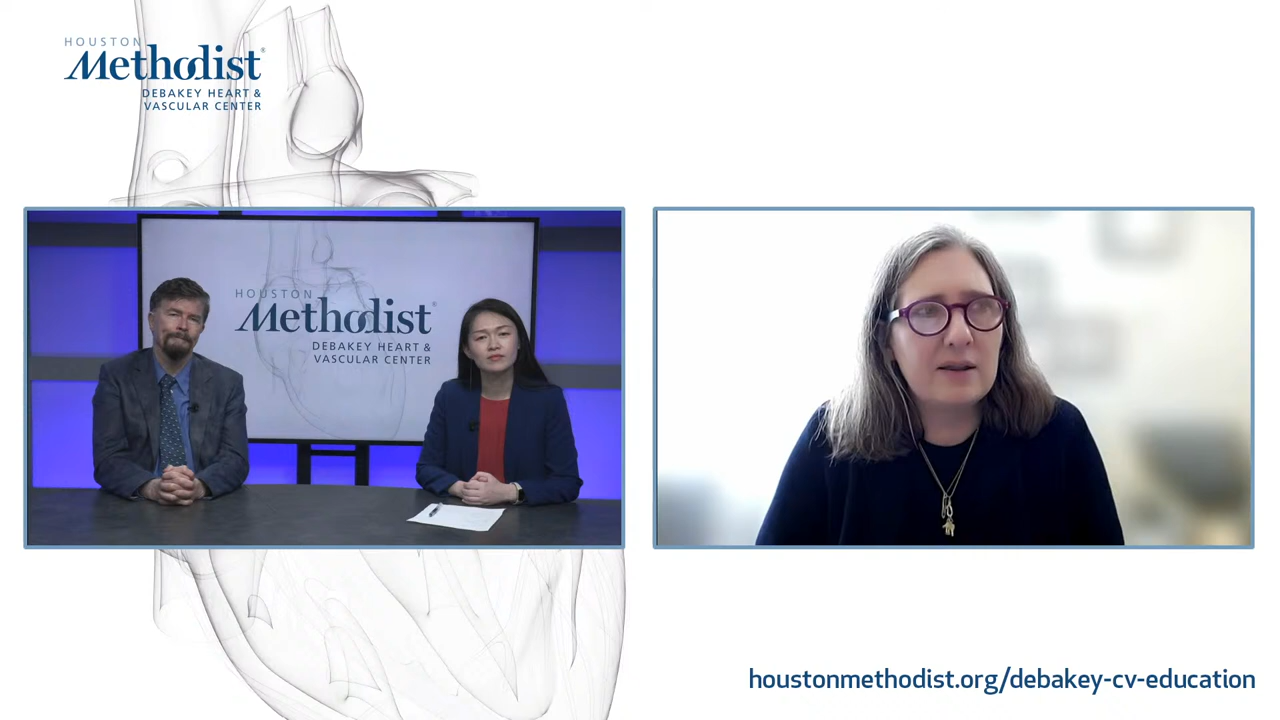 HOUSTON
Methodist®
DEBAKEY HEART &
VASCULAR CENTER
HOUSTON
Methodist®
DEBAKEY HEART &
VASCULAR CENTER
houstonmethodist.org/debakey-cv-education